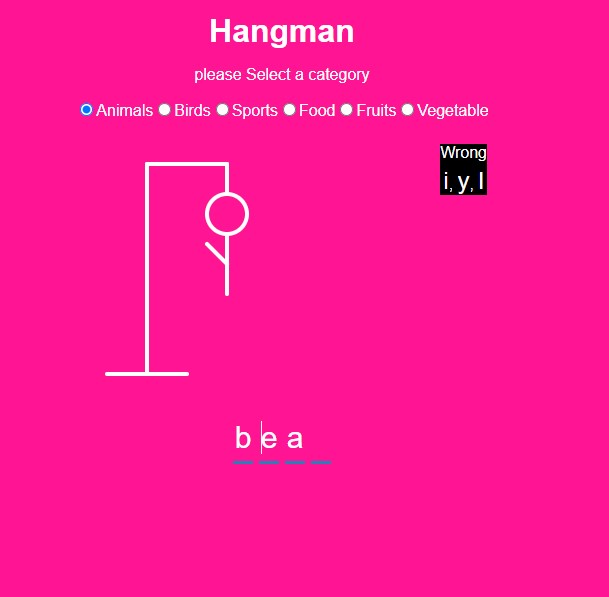 Hangman
please Select a category
Animals Birds Sports Food Fruits Vegetable
Wrong
i, y, l
b e a